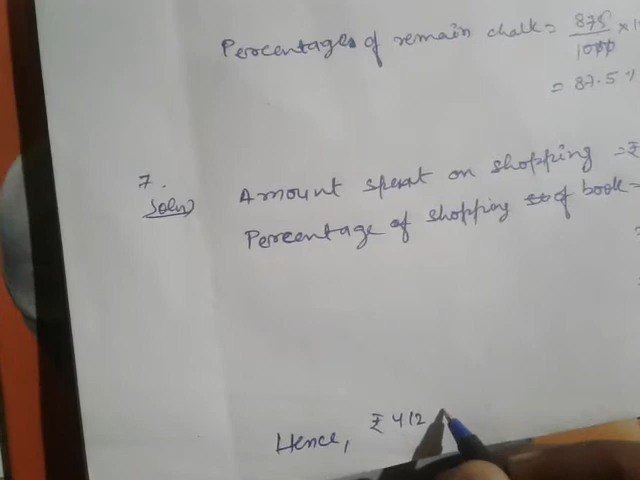 Percentages of remain chalk = 875/1000 × 1
= 87.5 %
7.
Soln) Amount spent on shopping = ₹
Percentage of shopping of book =
Hence, ₹412